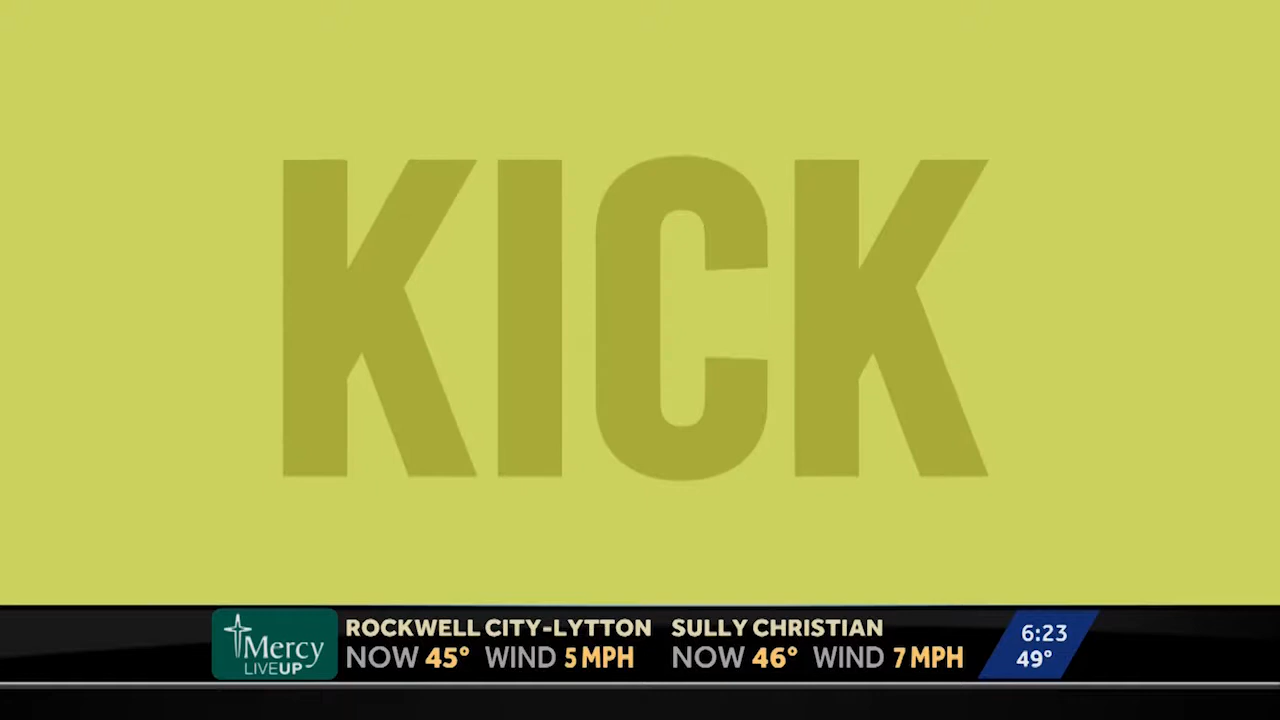 KICK
Mercy
LIVEUP
ROCKWELL CITY-LYTTON SULLY CHRISTIAN
NOW 45° WIND 5 MPH NOW 46° WIND 7 MPH
6:23
49°